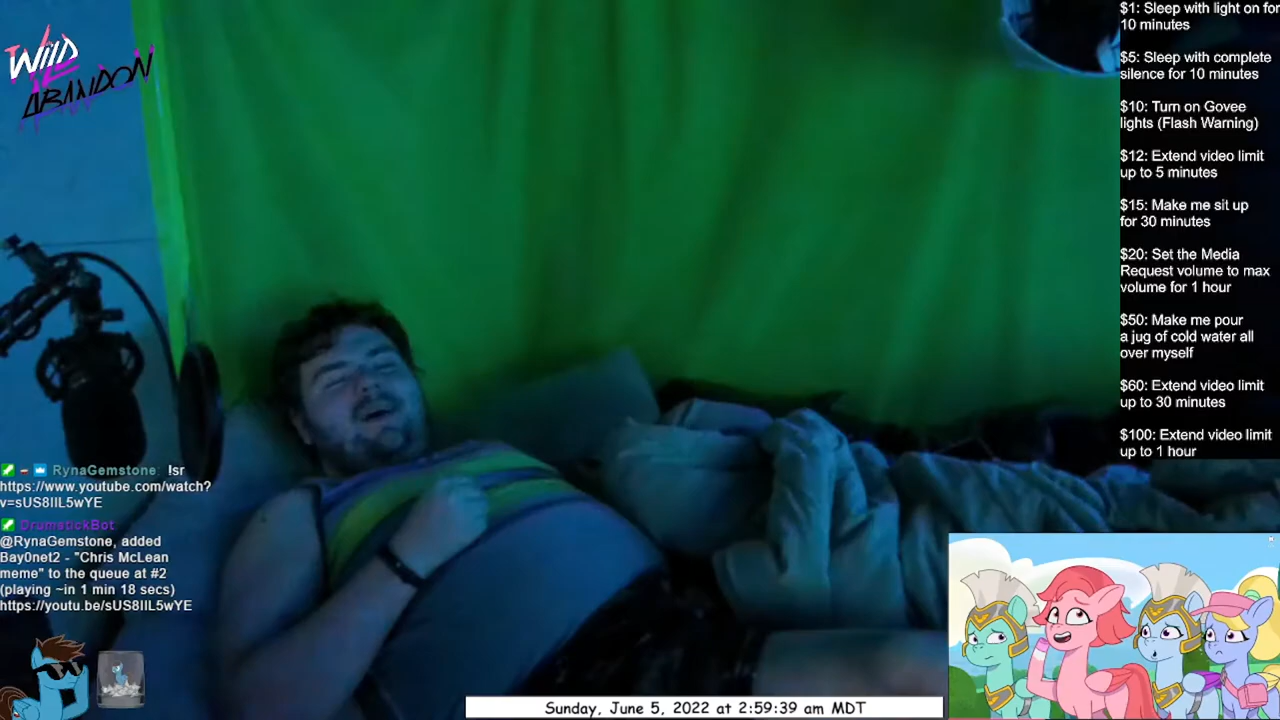 WILD
ABANDON
$1: Sleep with light on for
10 minutes
$5: Sleep with complete
silence for 10 minutes
$10: Turn on Govee
lights (Flash Warning)
$12: Extend video limit
up to 5 minutes
$15: Make me sit up
for 30 minutes
$20: Set the Media
Request volume to max
volume for 1 hour
$50: Make me pour
a jug of cold water all
over myself
$60: Extend video limit
up to 30 minutes
$100: Extend video limit
up to 1 hour
RynaGemstone: !sr
https://www.youtube.com/watch?
v=sUS8IIL5wYE
DrumstickBot
@RynaGemstone, added
Bay0net2 - "Chris McLean
meme" to the queue at #2
(playing ~in 1 min 18 secs)
https://youtu.be/sUS8IIL5wYE
Sunday, June 5, 2022 at 2:59:39 am MDT